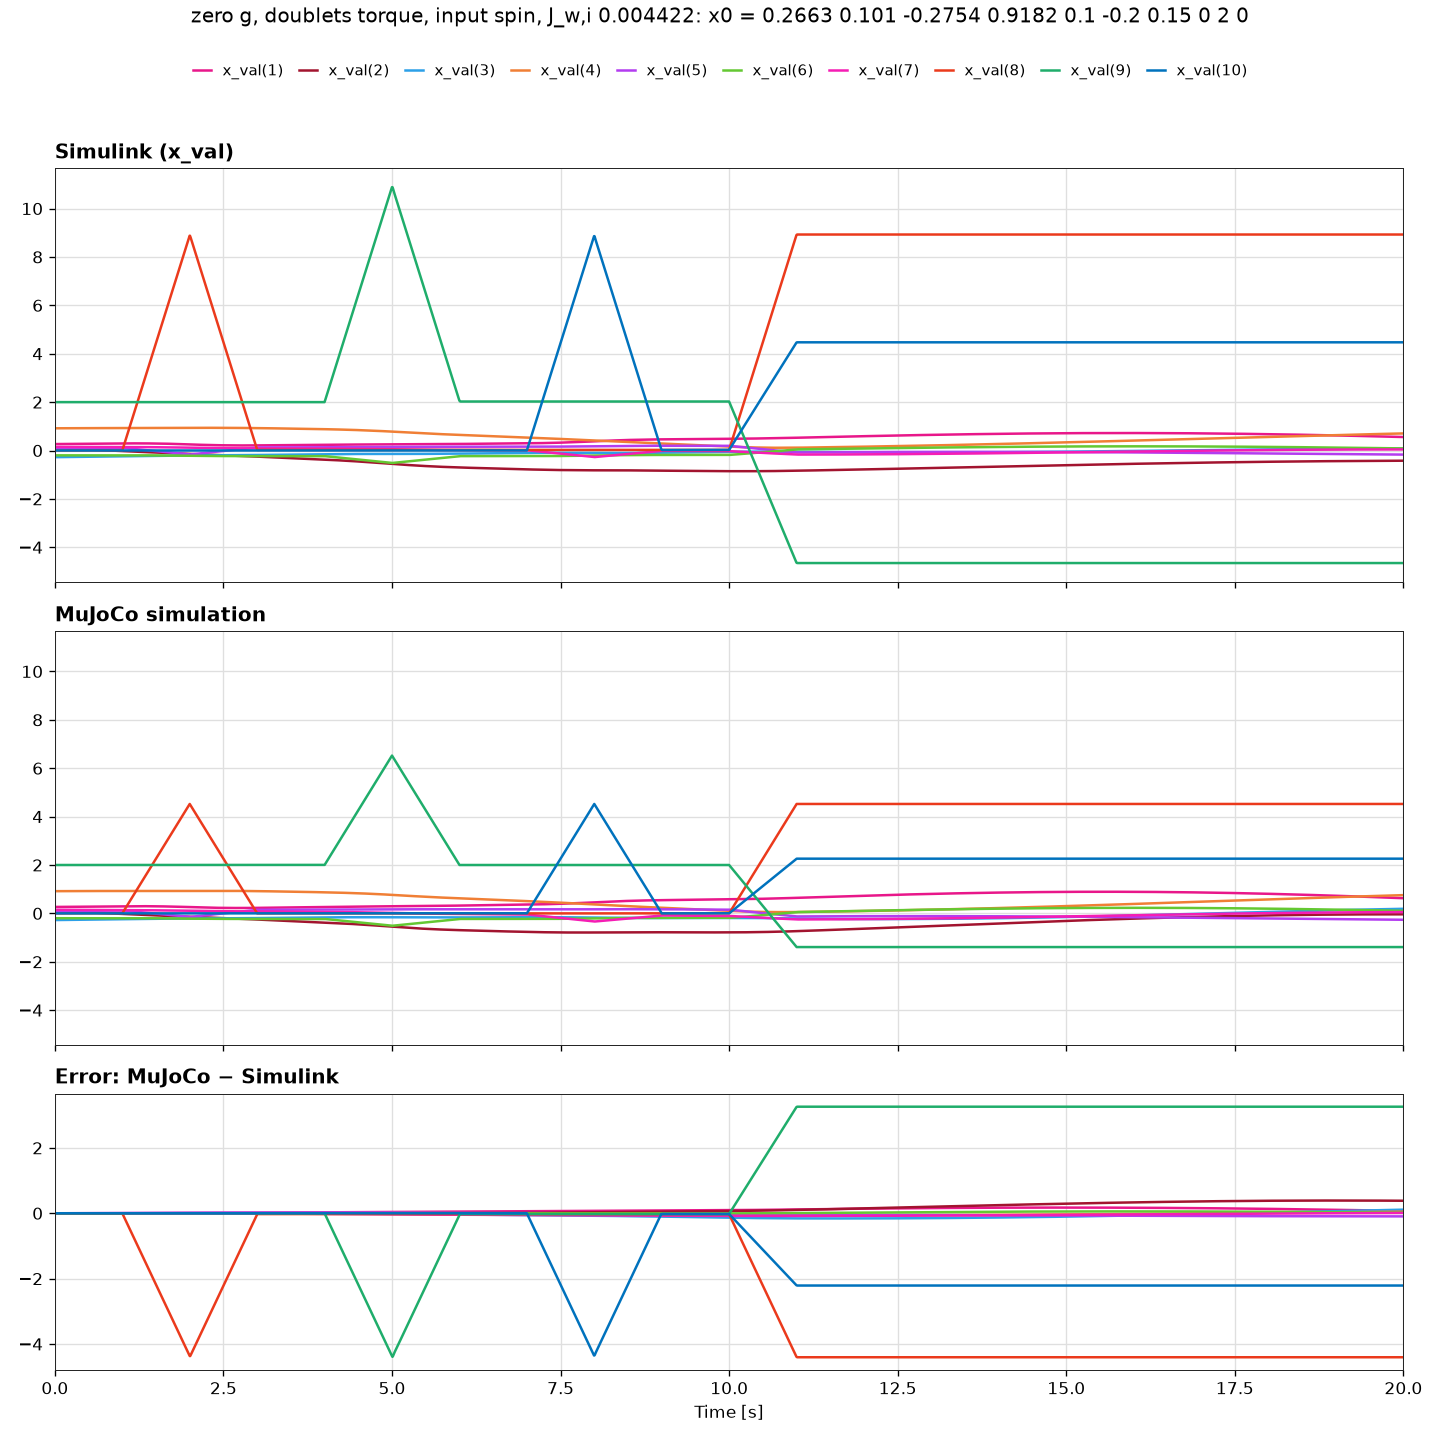 zero g, doublets torque, input spin, J_w,i 0.004422: x0 = 0.2663 0.101 -0.2754 0.9182 0.1 -0.2 0.15 0 2 0
x_val(1) x_val(2) x_val(3) x_val(4) x_val(5) x_val(6) x_val(7) x_val(8) x_val(9) x_val(10)
Simulink (x_val)
10
8
6
4
2
0
−2
−4
MuJoCo simulation
10
8
6
4
2
0
−2
−4
Error: MuJoCo − Simulink
2
0
−2
−4
0.0 2.5 5.0 7.5 10.0 12.5 15.0 17.5 20.0
Time [s]